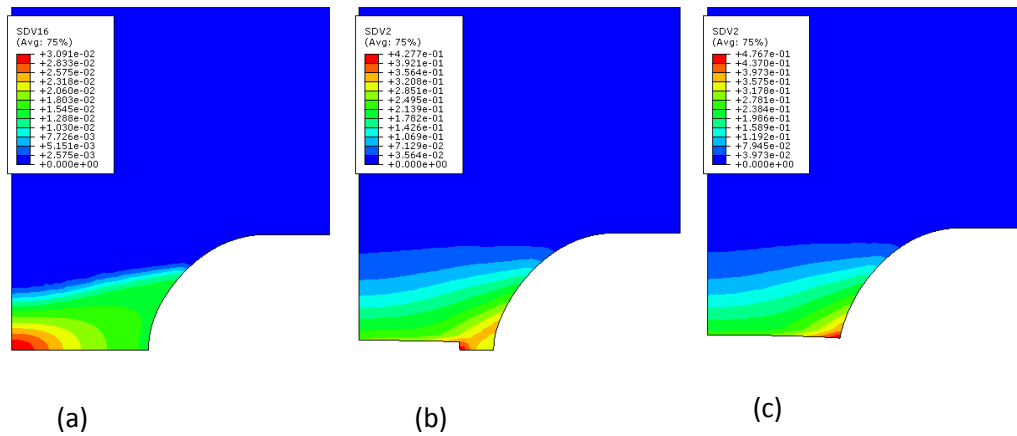 SDV16
(Avg: 75%)
+3.091e-02
+2.833e-02
+2.575e-02
+2.318e-02
+2.060e-02
+1.803e-02
+1.545e-02
+1.288e-02
+1.030e-02
+7.726e-03
+5.151e-03
+2.575e-03
+0.000e+00
SDV2
(Avg: 75%)
+4.277e-01
+3.921e-01
+3.564e-01
+3.208e-01
+2.851e-01
+2.495e-01
+2.139e-01
+1.782e-01
+1.426e-01
+1.069e-01
+7.129e-02
+3.564e-02
+0.000e+00
SDV2
(Avg: 75%)
+4.767e-01
+4.370e-01
+3.973e-01
+3.575e-01
+3.178e-01
+2.781e-01
+2.384e-01
+1.986e-01
+1.589e-01
+1.192e-01
+7.945e-02
+3.973e-02
+0.000e+00
(a)
(b)
(c)